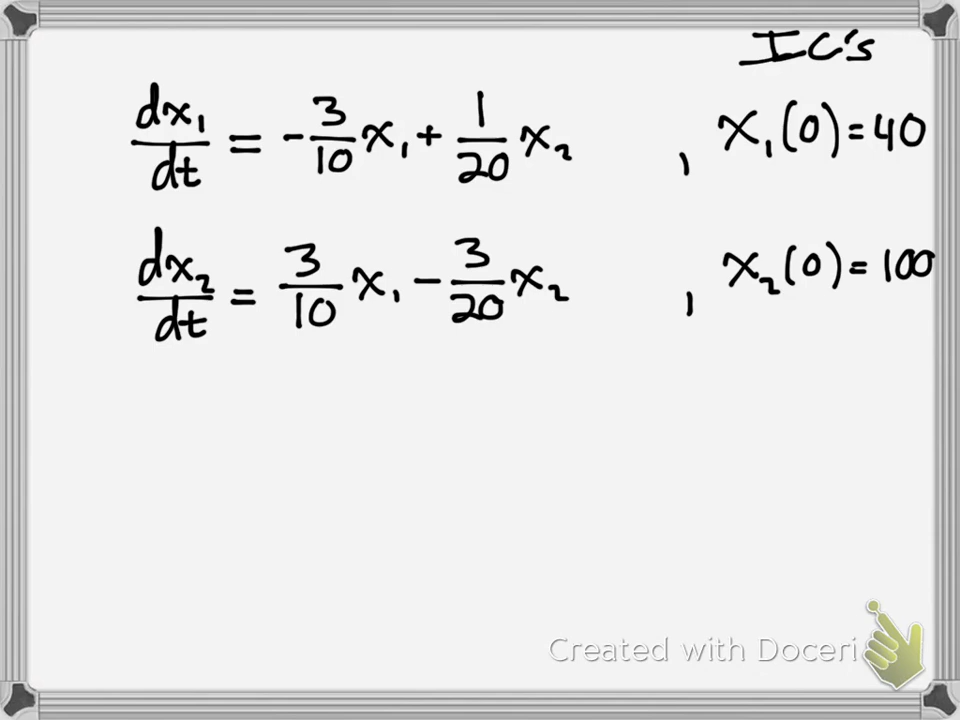 IC's
dx₁/dt = -3/10 x₁ + 1/20 x₂ , x₁(0) = 40
dx₂/dt = 3/10 x₁ - 3/20 x₂ , x₂(0) = 100
Created with Doceri